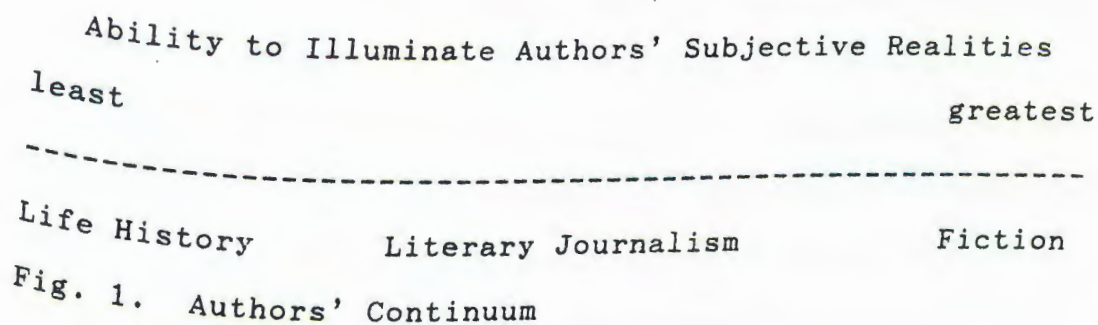 Ability to Illuminate Authors' Subjective Realities
least greatest
------------------------------------------------------------
Life History Literary Journalism Fiction
Fig. 1. Authors' Continuum